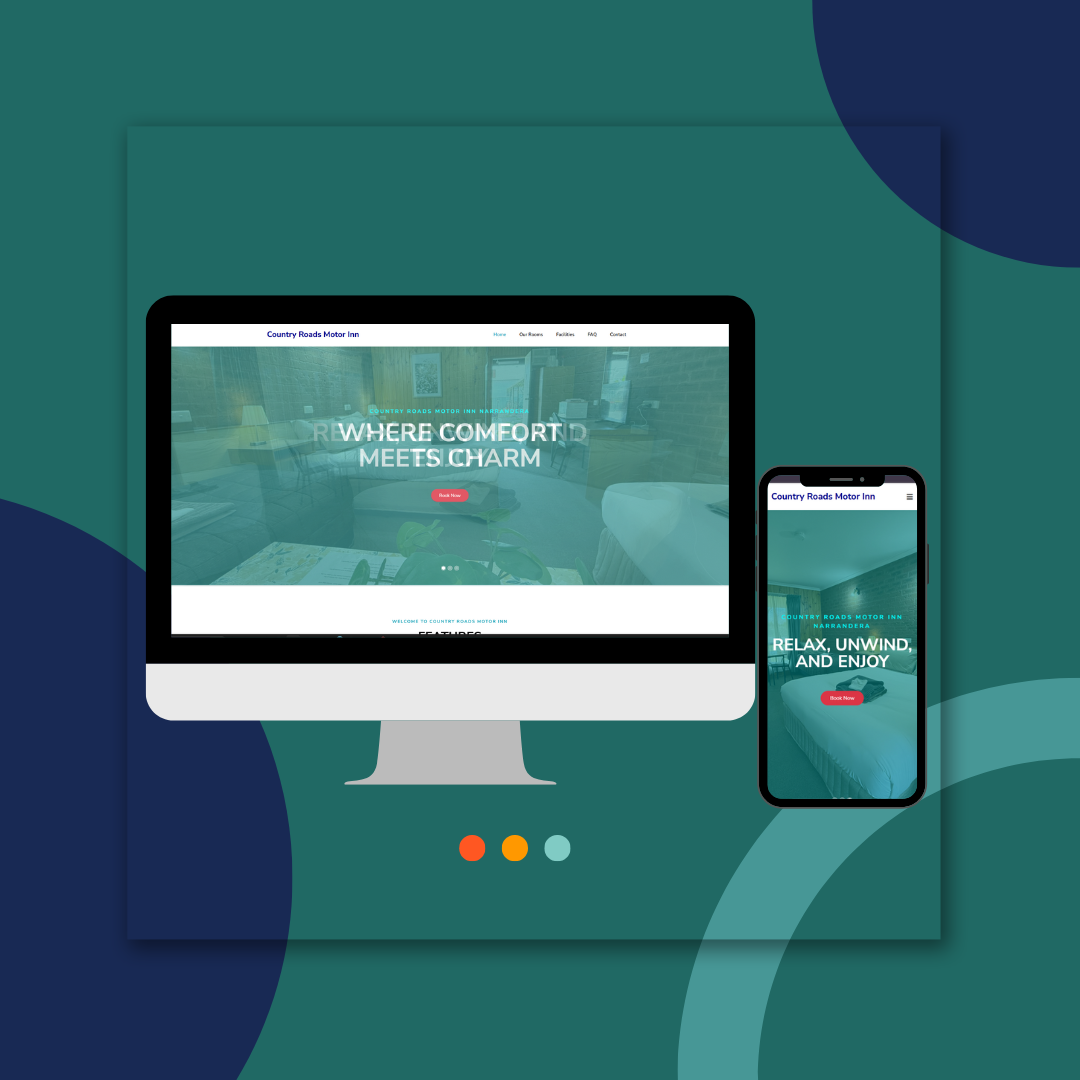 Country Roads Motor Inn
Home Our Rooms Facilities FAQ Contact
COUNTRY ROADS MOTOR INN NARRANDERA
WHERE COMFORT
MEETS CHARM
Book Now
WELCOME TO COUNTRY ROADS MOTOR INN
FEATURES
Country Roads Motor Inn
COUNTRY ROADS MOTOR INN
NARRANDERA
RELAX, UNWIND,
AND ENJOY
Book Now